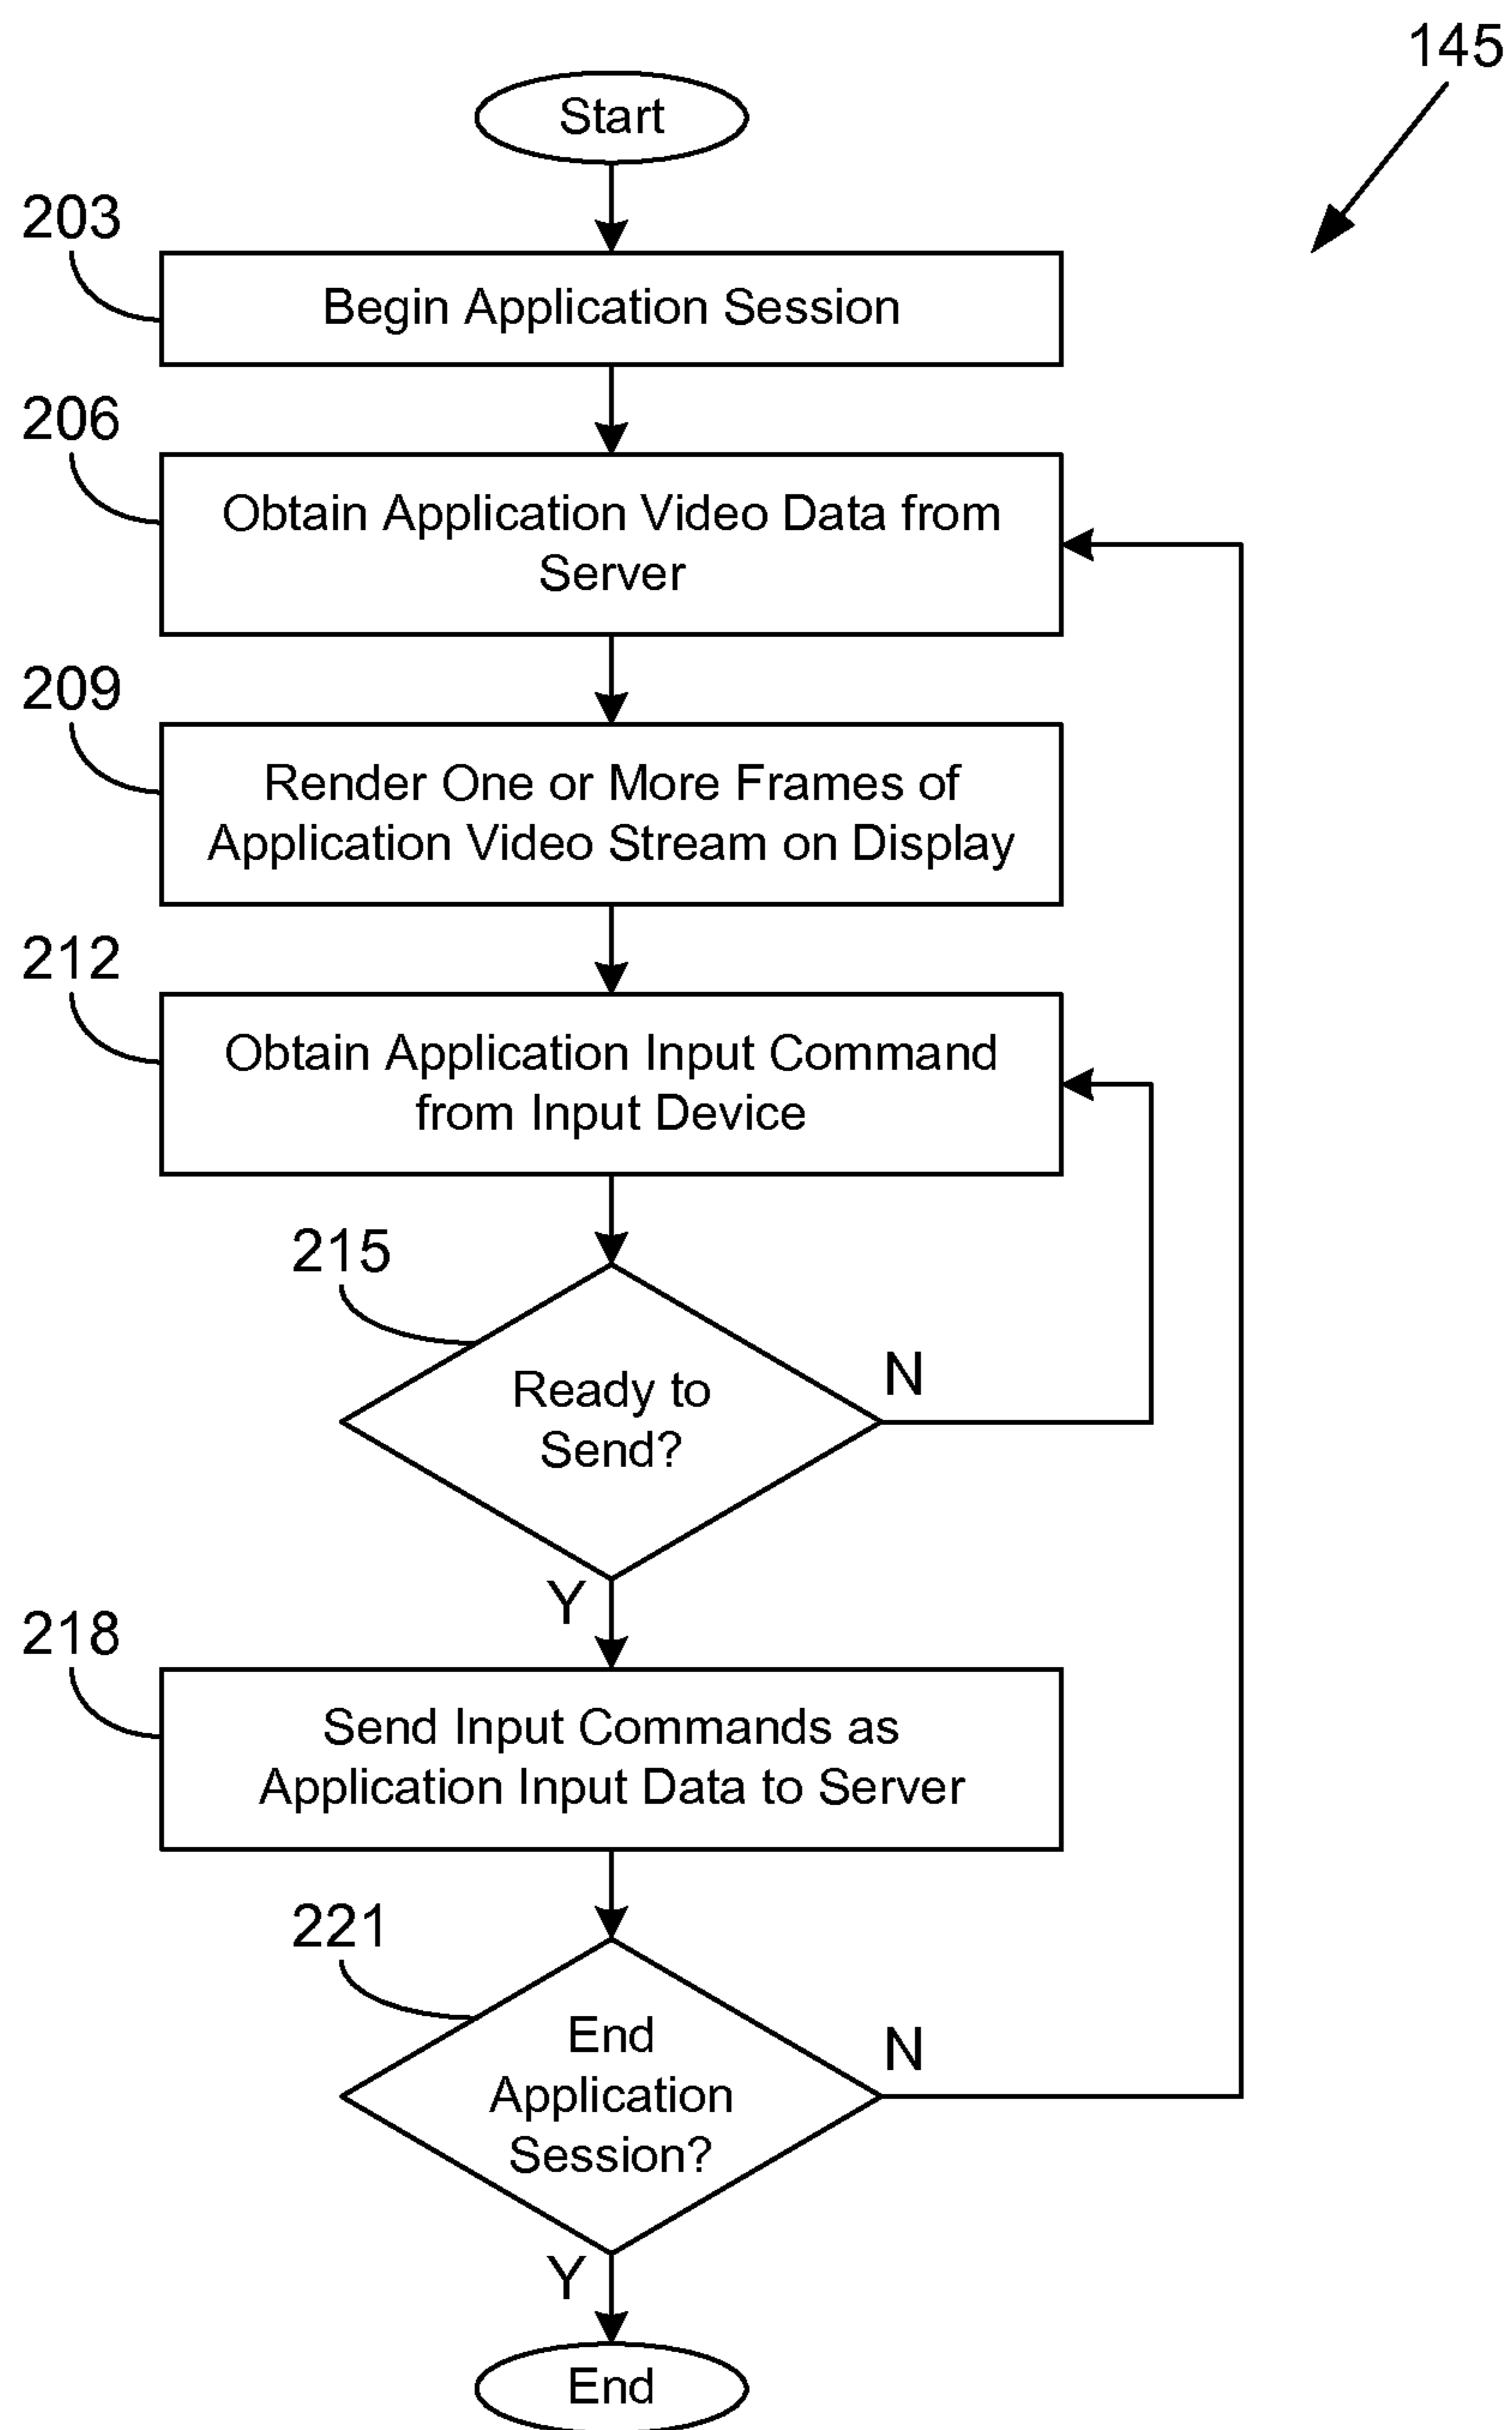 145
Start
203
Begin Application Session
206
Obtain Application Video Data from
Server
209
Render One or More Frames of
Application Video Stream on Display
212
Obtain Application Input Command
from Input Device
215
Ready to
Send?
N
Y
218
Send Input Commands as
Application Input Data to Server
221
End
Application
Session?
N
Y
End